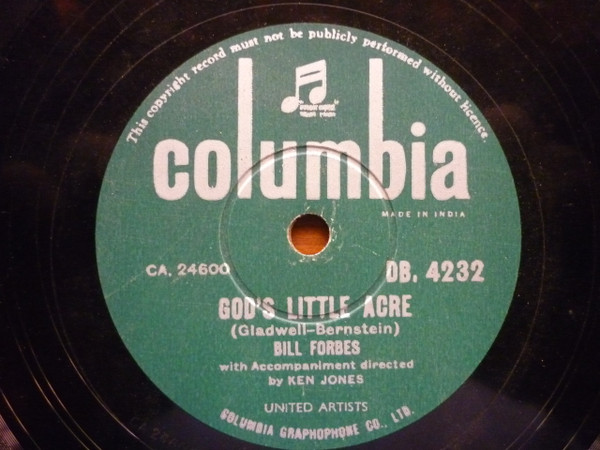 This copyright record must not be publicly performed without licence.
columbia
MADE IN INDIA
CA. 24600
DB. 4232
GOD'S LITTLE ACRE
(Gladwell-Bernstein)
BILL FORBES
with Accompaniment directed
by KEN JONES
UNITED ARTISTS
COLUMBIA GRAPHOPHONE CO., LTD.